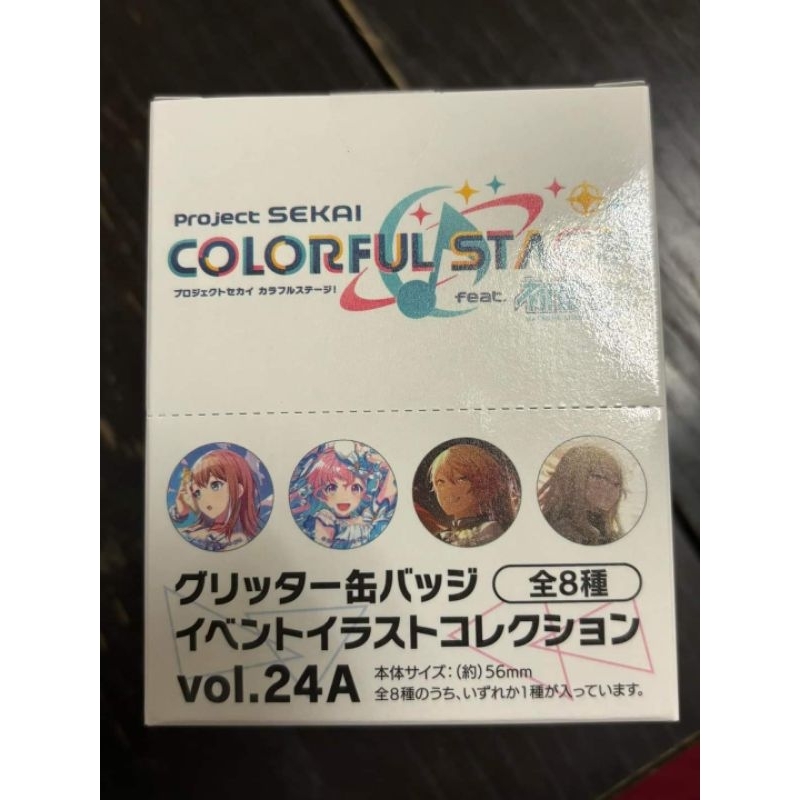 Project SEKAI
COLORFUL STAGE
プロジェクトセカイ カラフルステージ!
feat.
グリッター缶バッジ
全8種
イベントイラストコレクション
vol.24A
本体サイズ:(約)56mm
全8種のうち、いずれか1種が入っています。